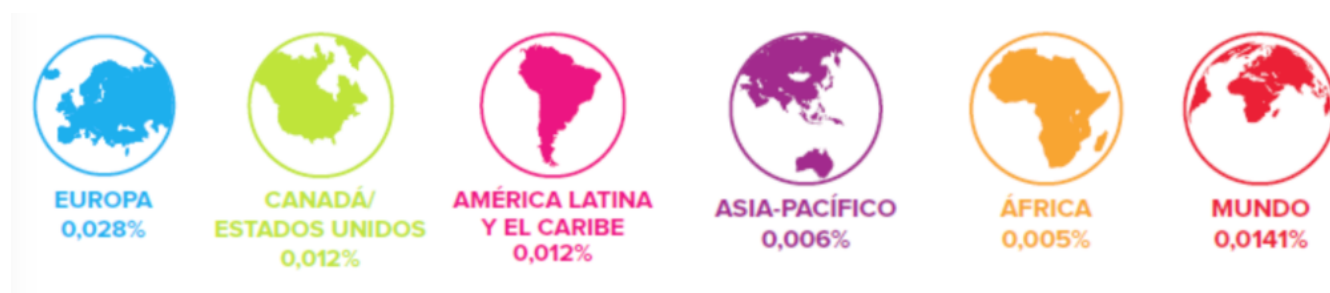 EUROPA
0,028%
CANADÁ/
ESTADOS UNIDOS
0,012%
AMÉRICA LATINA
Y EL CARIBE
0,012%
ASIA-PACÍFICO
0,006%
ÁFRICA
0,005%
MUNDO
0,0141%